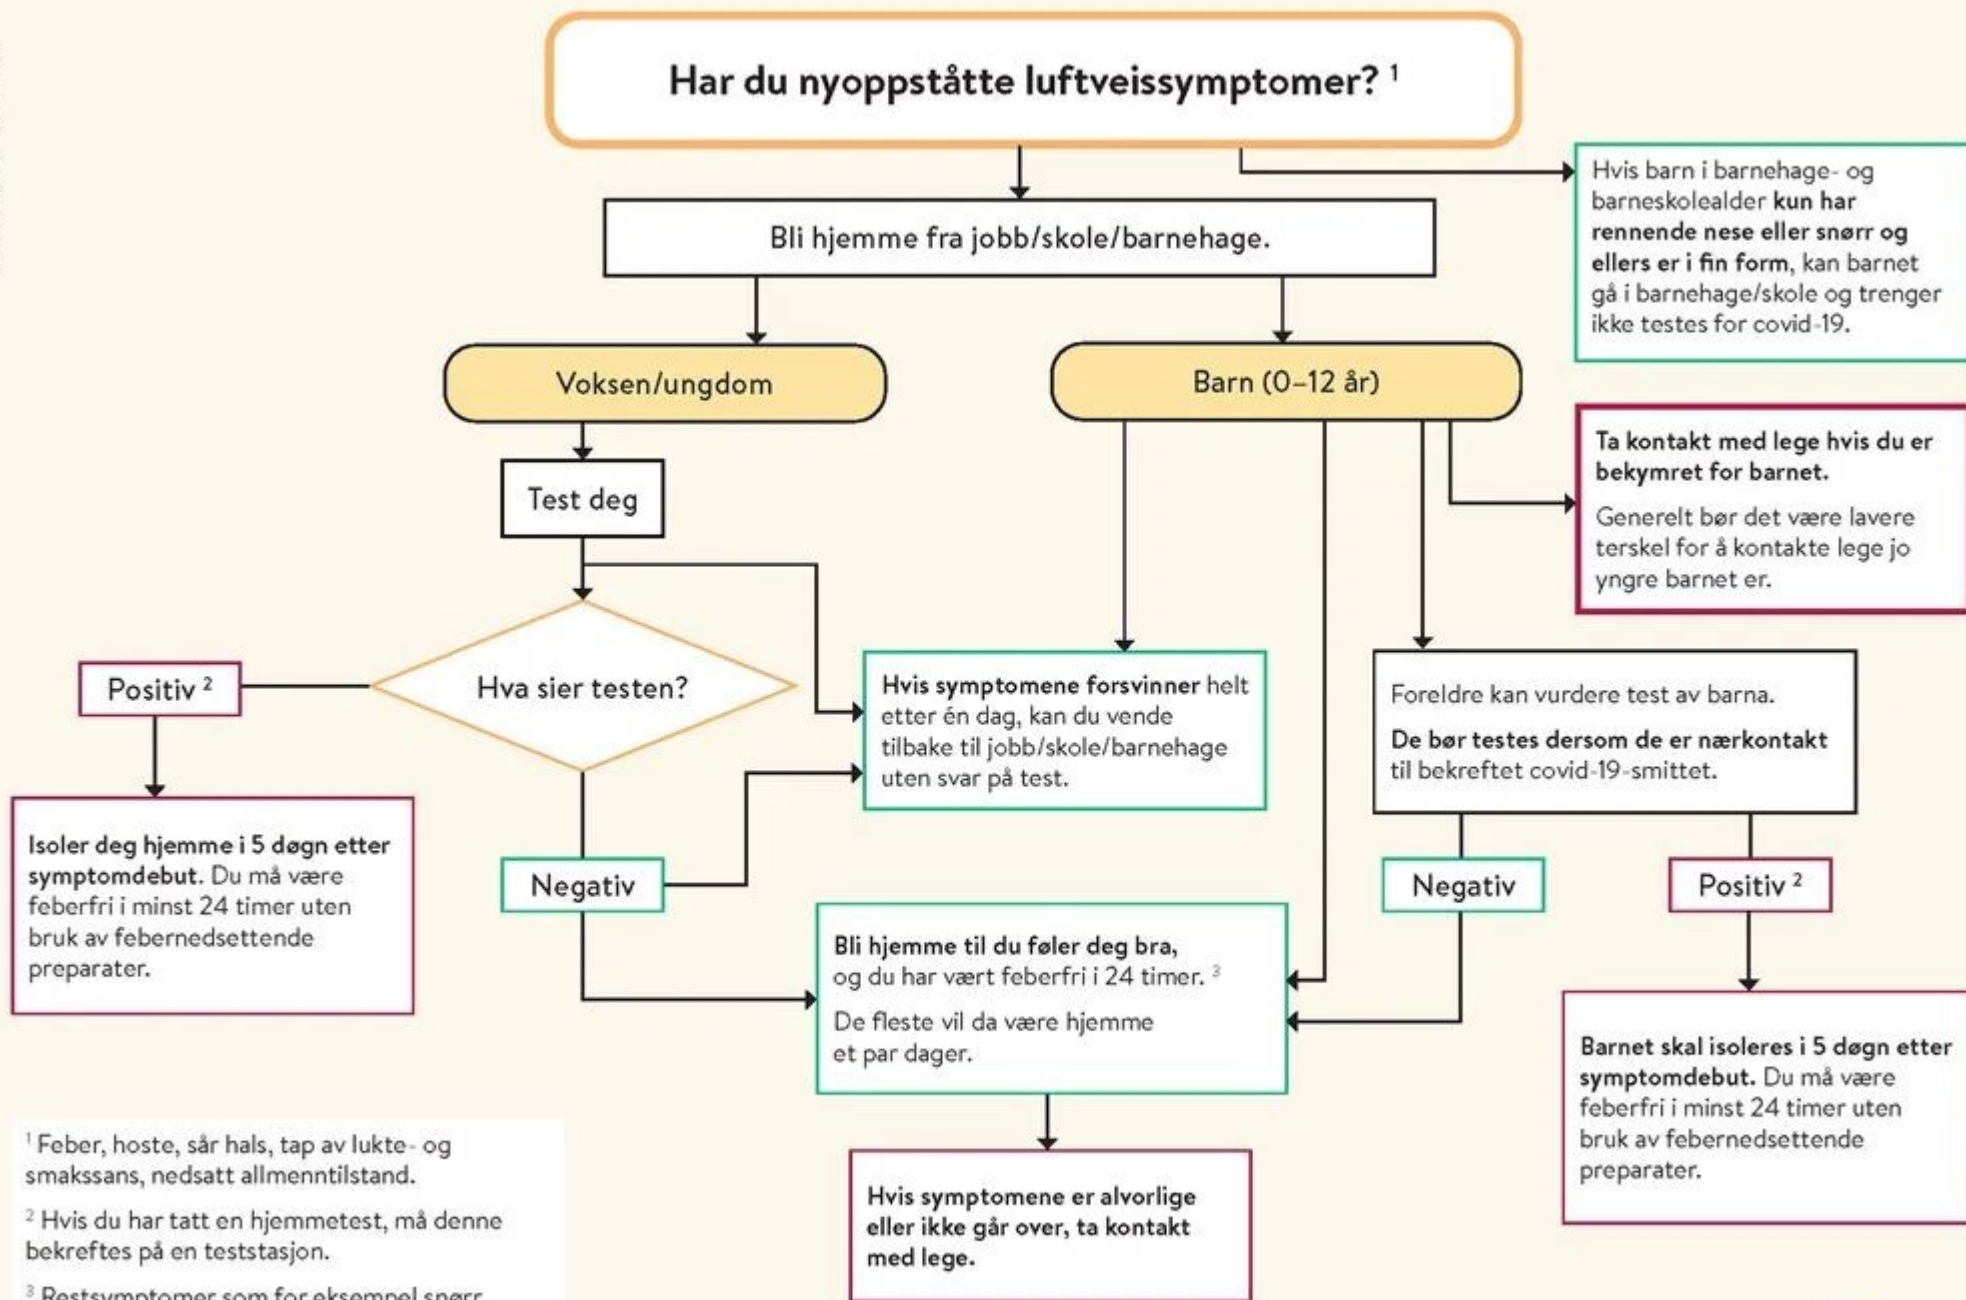 Har du nyoppståtte luftveissymptomer? ¹
Bli hjemme fra jobb/skole/barnehage.
Hvis barn i barnehage- og
barneskolealder kun har
rennende nese eller snørr og
ellers er i fin form, kan barnet
gå i barnehage/skole og trenger
ikke testes for covid-19.
Voksen/ungdom
Barn (0–12 år)
Ta kontakt med lege hvis du er
bekymret for barnet.
Generelt bør det være lavere
terskel for å kontakte lege jo
yngre barnet er.
Test deg
Hva sier testen?
Positiv ²
Hvis symptomene forsvinner helt
etter én dag, kan du vende
tilbake til jobb/skole/barnehage
uten svar på test.
Foreldre kan vurdere test av barna.
De bør testes dersom de er nærkontakt
til bekreftet covid-19-smittet.
Isoler deg hjemme i 5 døgn etter
symptomdebut. Du må være
feberfri i minst 24 timer uten
bruk av febernedsettende
preparater.
Negativ
Negativ
Positiv ²
Bli hjemme til du føler deg bra,
og du har vært feberfri i 24 timer. ³
De fleste vil da være hjemme
et par dager.
Barnet skal isoleres i 5 døgn etter
symptomdebut. Du må være
feberfri i minst 24 timer uten
bruk av febernedsettende
preparater.
Hvis symptomene er alvorlige
eller ikke går over, ta kontakt
med lege.
¹ Feber, hoste, sår hals, tap av lukte- og
smakssans, nedsatt allmenntilstand.
² Hvis du har tatt en hjemmetest, må denne
bekreftes på en teststasjon.
³ Restsymptomer som for eksempel snørr